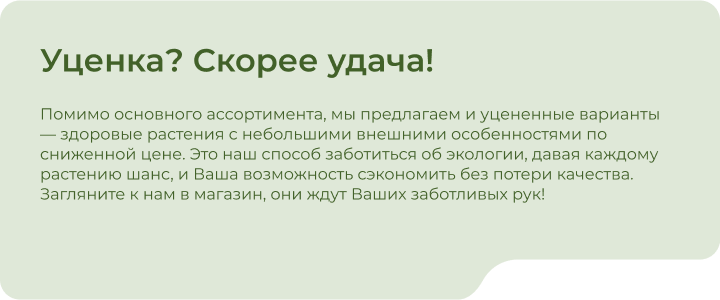 Уценка? Скорее удача!
Помимо основного ассортимента, мы предлагаем и уцененные варианты
— здоровые растения с небольшими внешними особенностями по
сниженной цене. Это наш способ заботиться об экологии, давая каждому
растению шанс, и Ваша возможность сэкономить без потери качества.
Загляните к нам в магазин, они ждут Ваших заботливых рук!